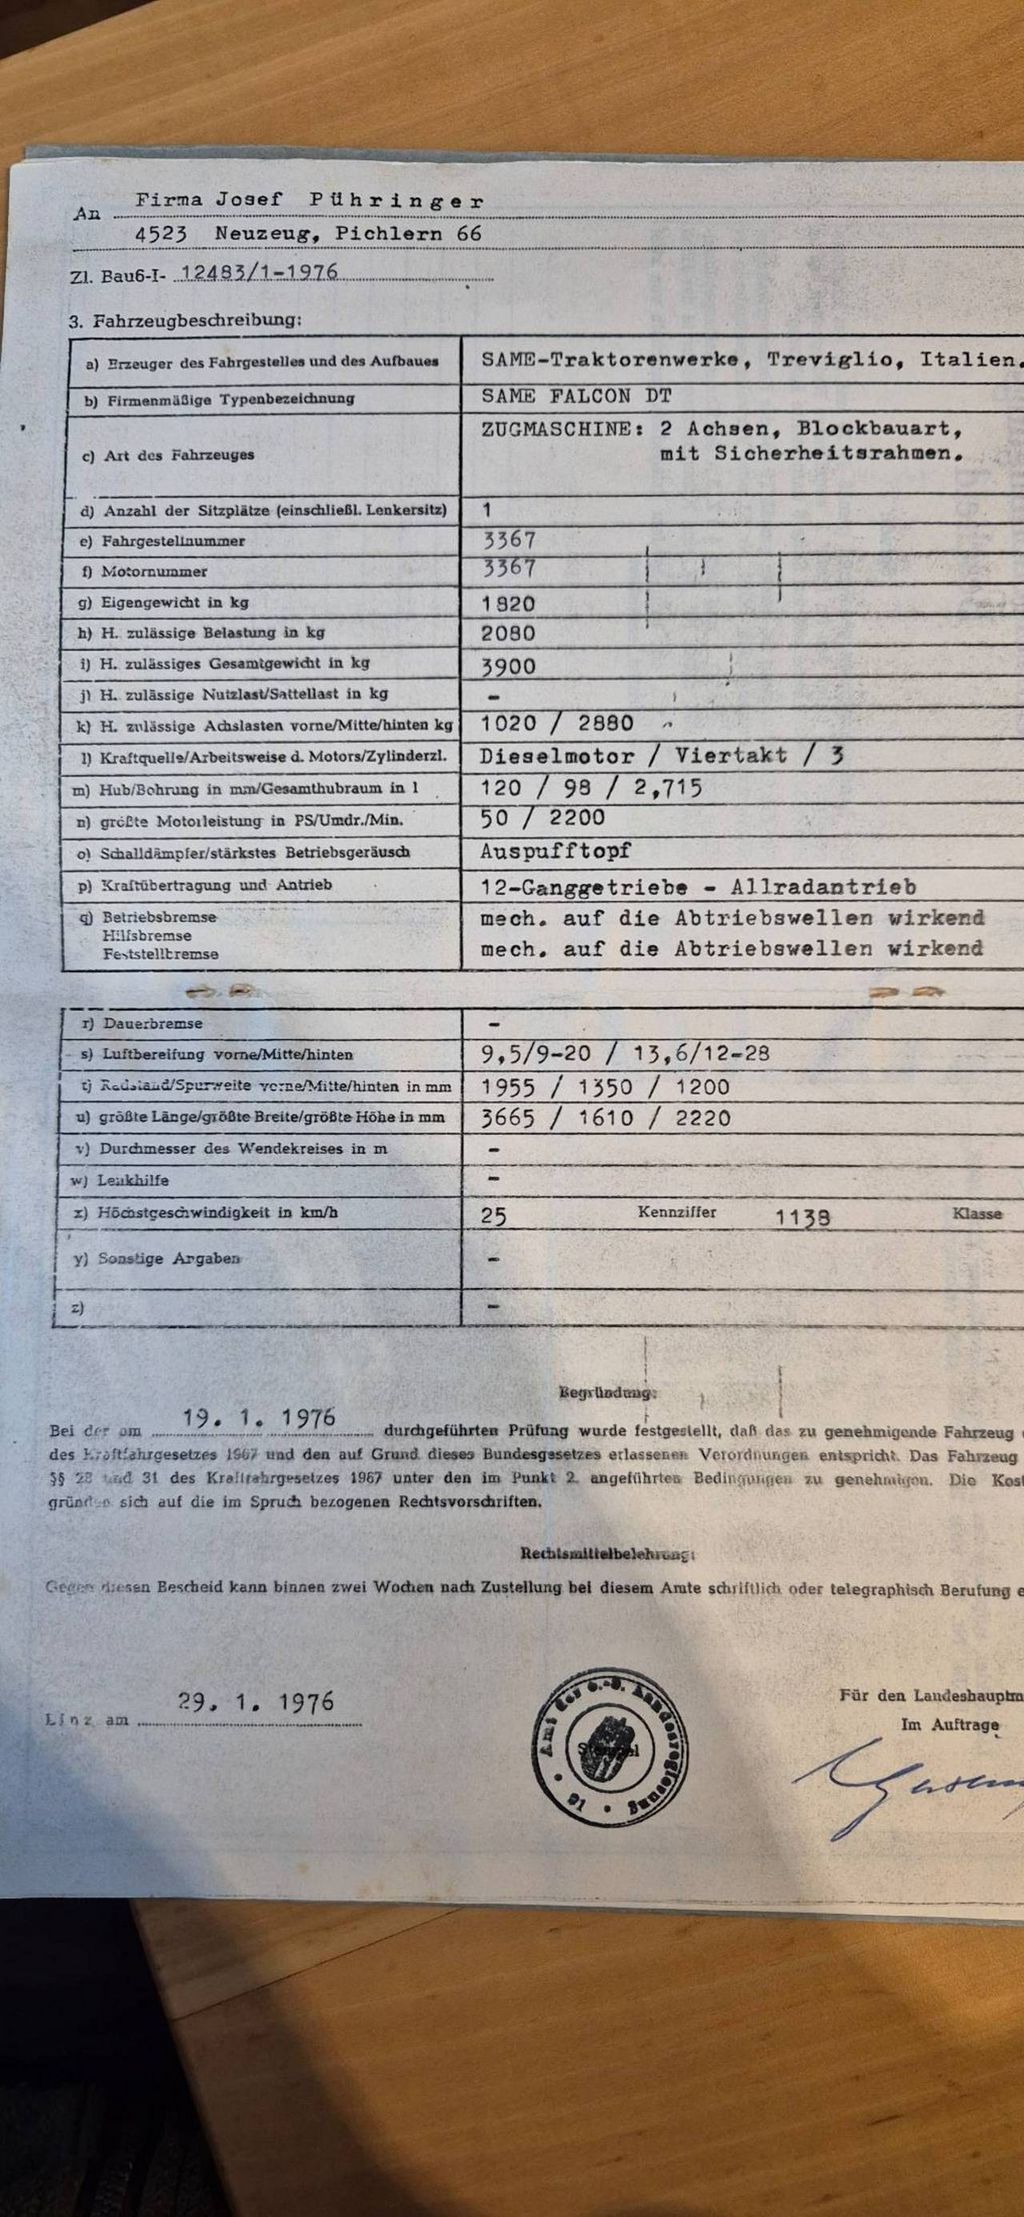 Firma Josef Pühringer
An
4523 Neuzeug, Pichlern 66
Zl. Bau6-I- 12483/1-1976
3. Fahrzeugbeschreibung:
a) Erzeuger des Fahrgestelles und des Aufbaues SAME-Traktorenwerke, Treviglio, Italien.
b) Firmenmäßige Typenbezeichnung SAME FALCON DT
c) Art des Fahrzeuges ZUGMASCHINE: 2 Achsen, Blockbauart,
mit Sicherheitsrahmen.
d) Anzahl der Sitzplätze (einschließl. Lenkersitz) 1
e) Fahrgestellnummer 3367
f) Motornummer 3367
g) Eigengewicht in kg 1820
h) H. zulässige Belastung in kg 2080
i) H. zulässiges Gesamtgewicht in kg 3900
j) H. zulässige Nutzlast/Sattellast in kg -
k) H. zulässige Achslasten vorne/Mitte/hinten kg 1020 / 2880
l) Kraftquelle/Arbeitsweise d. Motors/Zylinderzl. Dieselmotor / Viertakt / 3
m) Hub/Bohrung in mm/Gesamthubraum in l 120 / 98 / 2,715
n) größte Motorleistung in PS/Umdr./Min. 50 / 2200
o) Schalldämpfer/stärkstes Betriebsgeräusch Auspufftopf
p) Kraftübertragung und Antrieb 12-Ganggetriebe - Allradantrieb
q) Betriebsbremse mech. auf die Abtriebswellen wirkend
Hilfsbremse
Feststellbremse mech. auf die Abtriebswellen wirkend
r) Dauerbremse -
s) Luftbereifung vorne/Mitte/hinten 9,5/9-20 / 13,6/12-28
t) Radstand/Spurweite vorne/Mitte/hinten in mm 1955 / 1350 / 1200
u) größte Länge/größte Breite/größte Höhe in mm 3665 / 1610 / 2220
v) Durchmesser des Wendekreises in m -
w) Lenkhilfe -
x) Höchstgeschwindigkeit in km/h 25 Kennziffer 1138 Klasse
y) Sonstige Angaben -
z) -
Begründung:
Bei der am 19. 1. 1976 durchgeführten Prüfung wurde festgestellt, daß das zu genehmigende Fahrzeug
des Kraftfahrgesetzes 1967 und den auf Grund dieses Bundesgesetzes erlassenen Verordnungen entspricht. Das Fahrzeug
§§ 28 und 31 des Kraftfahrgesetzes 1967 unter den im Punkt 2. angeführten Bedingungen zu genehmigen. Die Kost
gründen sich auf die im Spruch bezogenen Rechtsvorschriften.
Rechtsmittelbelehrung:
Gegen diesen Bescheid kann binnen zwei Wochen nach Zustellung bei diesem Amte schriftlich oder telegraphisch Berufung e
Linz am 29. 1. 1976
Amt der o.-ö. Landesregierung
Stempel
Für den Landeshauptm
Im Auftrage